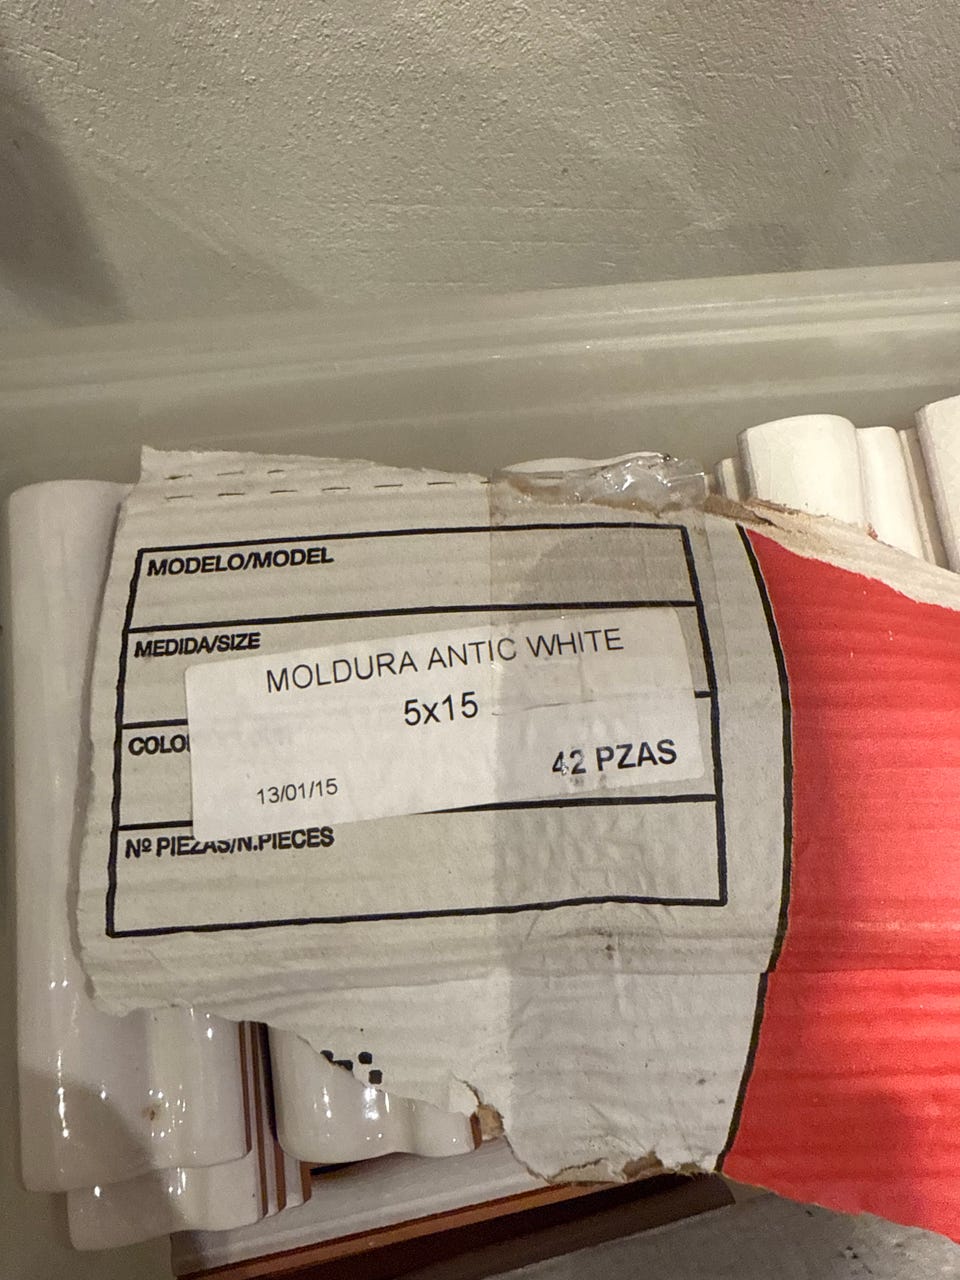 MODELO/MODEL
MEDIDA/SIZE
MOLDURA ANTIC WHITE
5x15
COLO
42 PZAS
13/01/15
Nº PIEZAS/N.PIECES